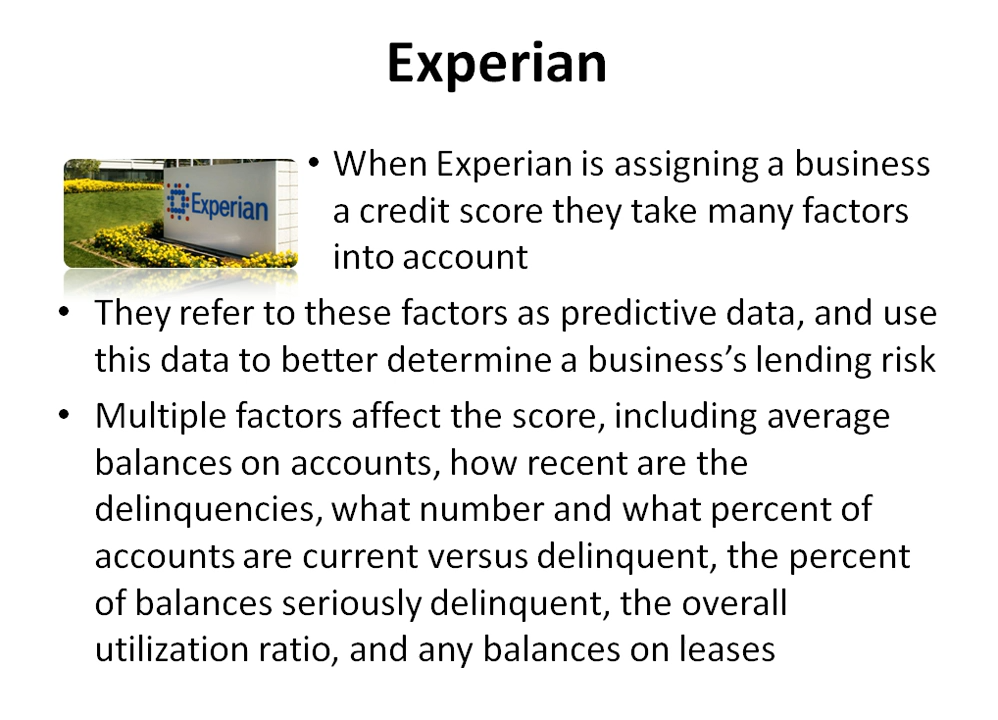 Experian
Experian
• When Experian is assigning a business
a credit score they take many factors
into account
• They refer to these factors as predictive data, and use
this data to better determine a business’s lending risk
• Multiple factors affect the score, including average
balances on accounts, how recent are the
delinquencies, what number and what percent of
accounts are current versus delinquent, the percent
of balances seriously delinquent, the overall
utilization ratio, and any balances on leases